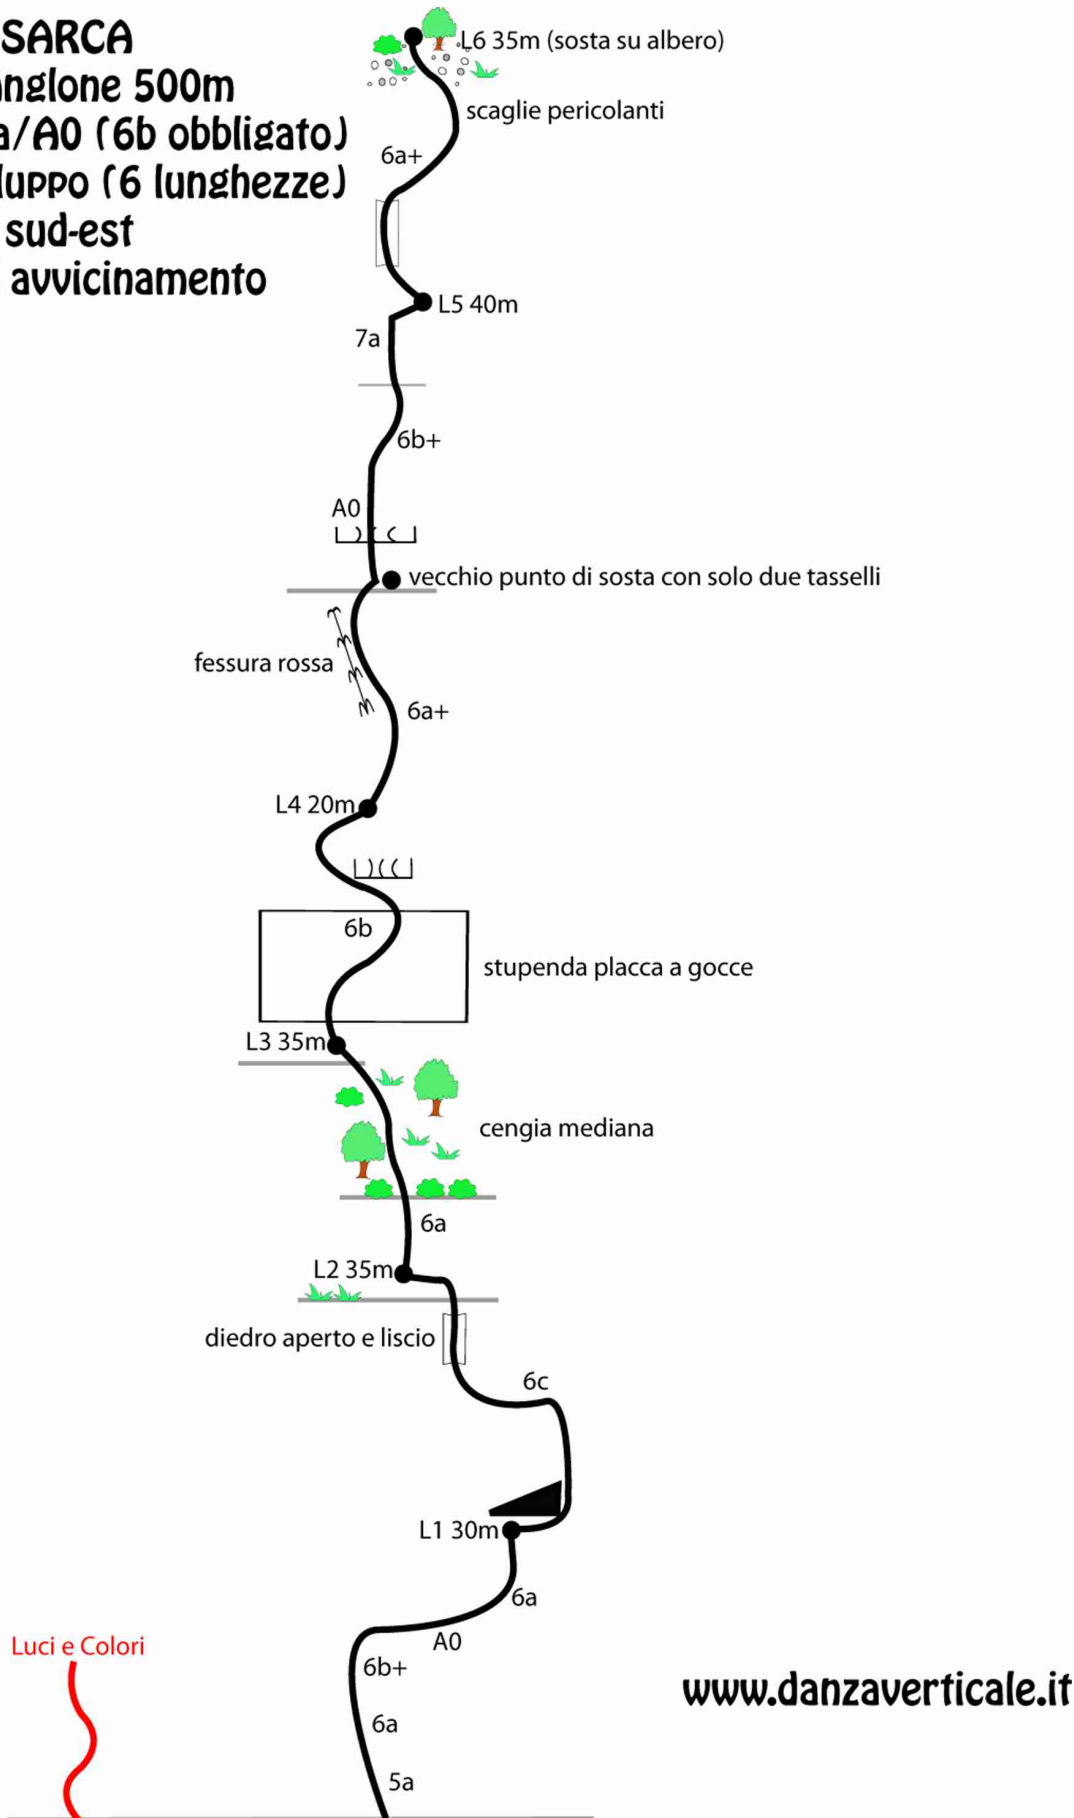 SARCA
500m
a/A0 (6b obbligato)
(6 lunghezze)
sud-est
avvicinamento
L6 35m (sosta su albero)
scaglie pericolanti
6a+
L5 40m
7a
6b+
A0
vecchio punto di sosta con solo due tasselli
fessura rossa
6a+
L4 20m
6b
stupenda placca a gocce
L3 35m
cengia mediana
6a
L2 35m
diedro aperto e liscio
6c
L1 30m
6a
A0
Luci e Colori
6b+
www.danzaverticale.it
6a
5a